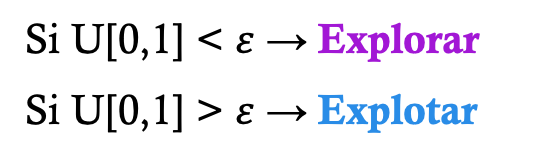 Si U[0,1] < ε → Explorar
Si U[0,1] > ε → Explotar